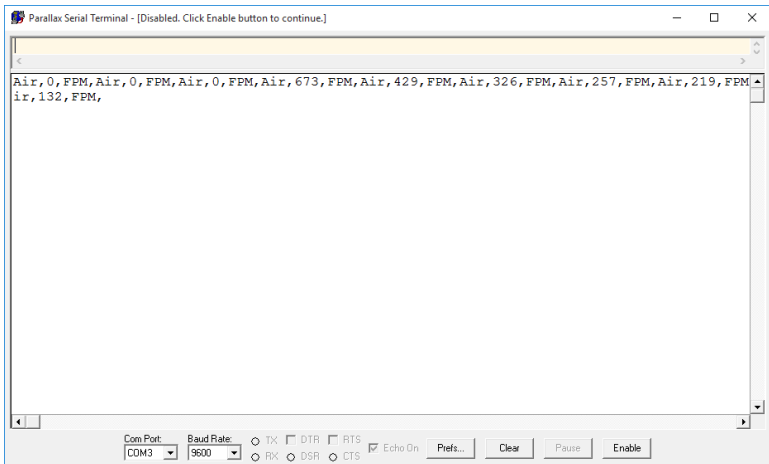 Parallax Serial Terminal - [Disabled. Click Enable button to continue.]
Air,0,FPM,Air,0,FPM,Air,0,FPM,Air,673,FPM,Air,429,FPM,Air,326,FPM,Air,257,FPM,Air,219,FPM
ir,132,FPM,
Com Port: Baud Rate: TX DTR RTS
COM3 9600 RX DSR CTS Echo On Prefs... Clear Pause Enable